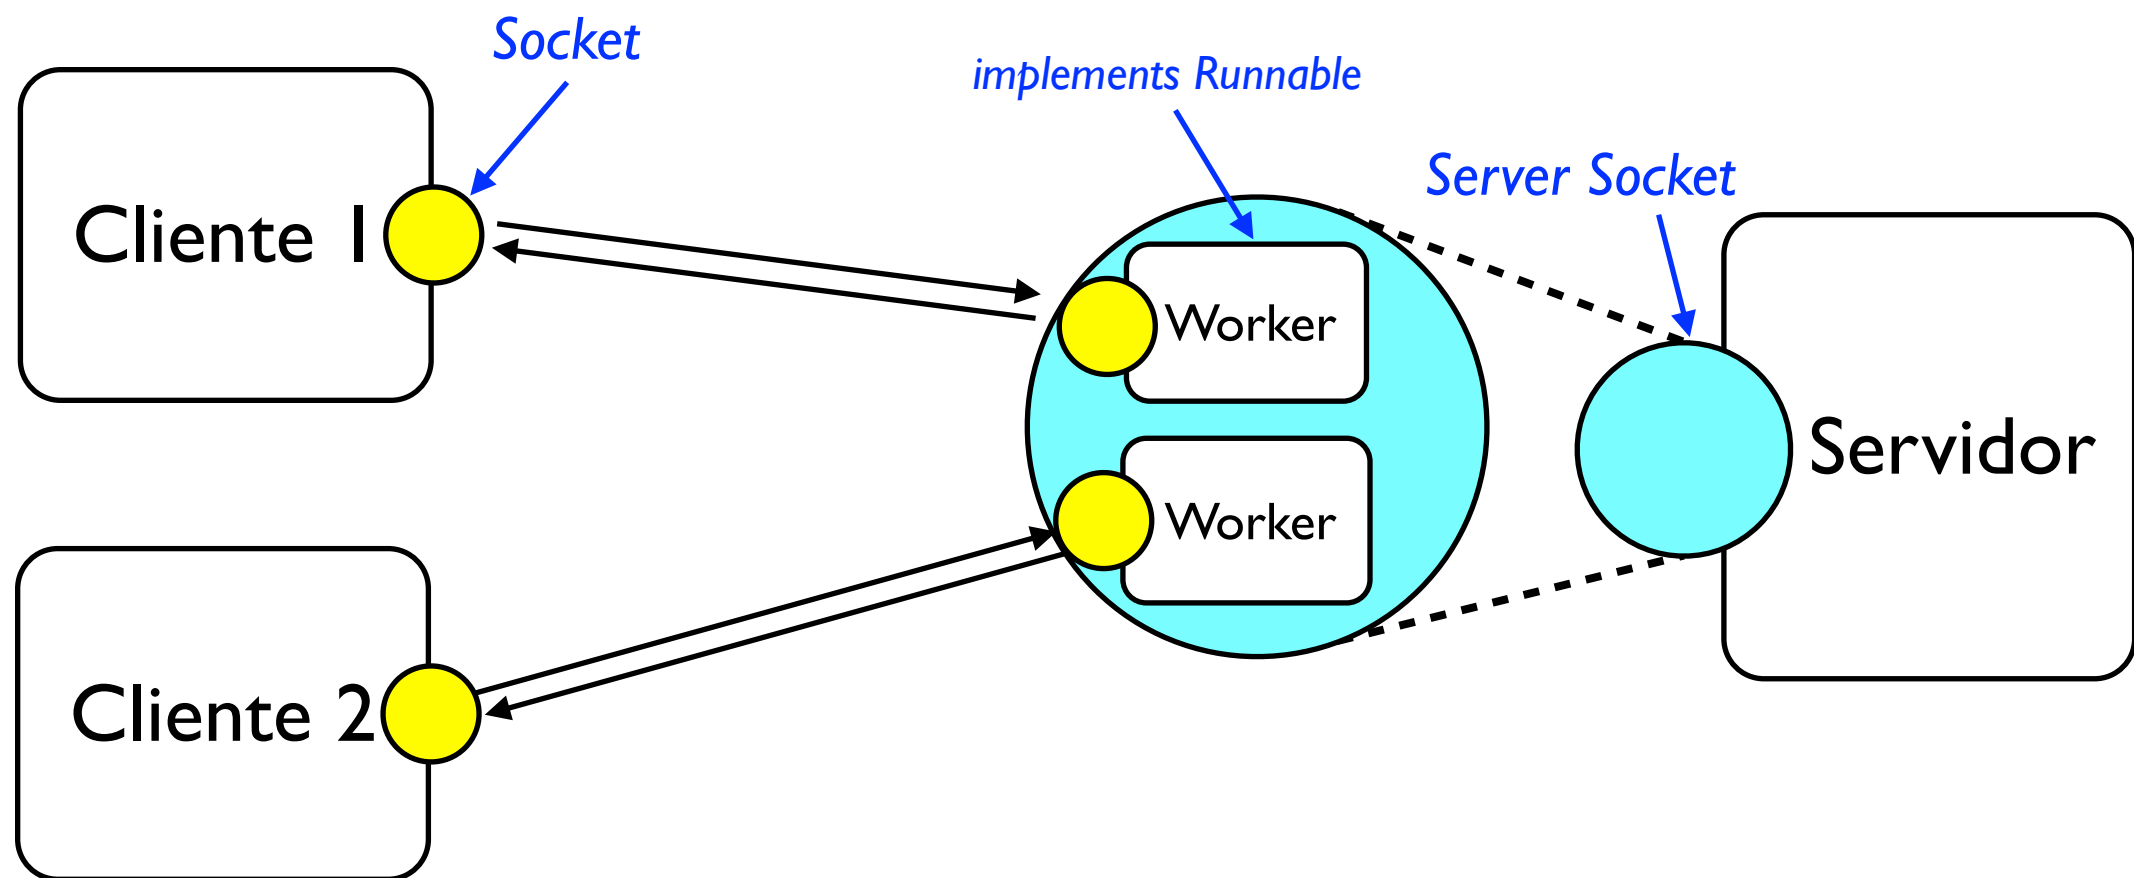 Socket
implements Runnable
Server Socket
Cliente 1
Worker
Servidor
Worker
Cliente 2